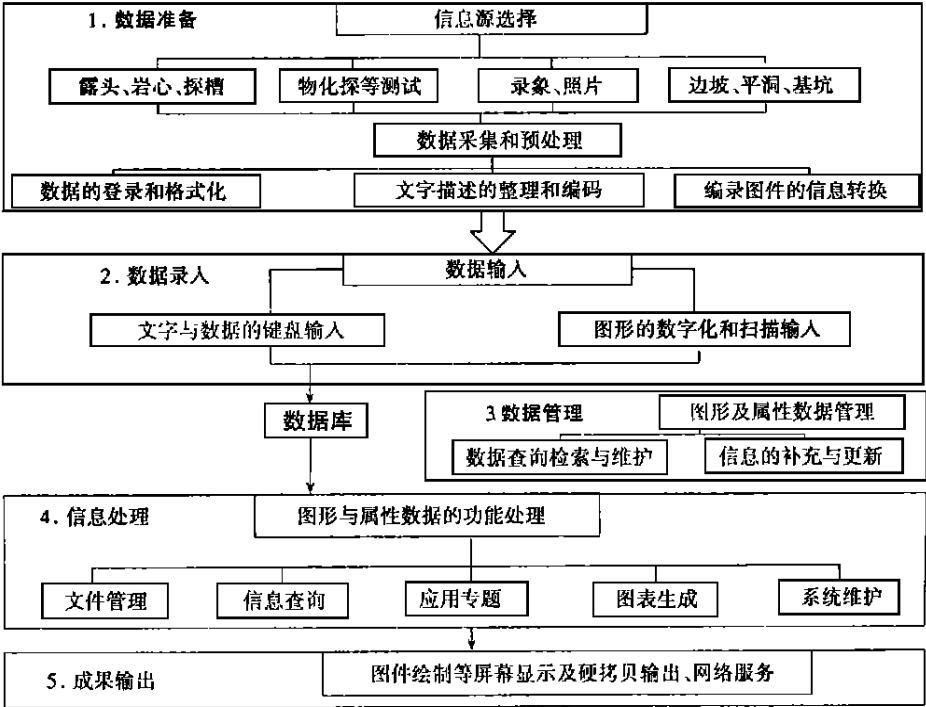 1. 数据准备
信息源选择
露头、岩心、探槽
物化探等测试
录象、照片
边坡、平洞、基坑
数据采集和预处理
数据的登录和格式化
文字描述的整理和编码
编录图件的信息转换
2. 数据录入
数据输入
文字与数据的键盘输入
图形的数字化和扫描输入
数据库
3 数据管理
图形及属性数据管理
数据查询检索与维护
信息的补充与更新
4. 信息处理
图形与属性数据的功能处理
文件管理
信息查询
应用专题
图表生成
系统维护
5. 成果输出
图件绘制等屏幕显示及硬拷贝输出、网络服务